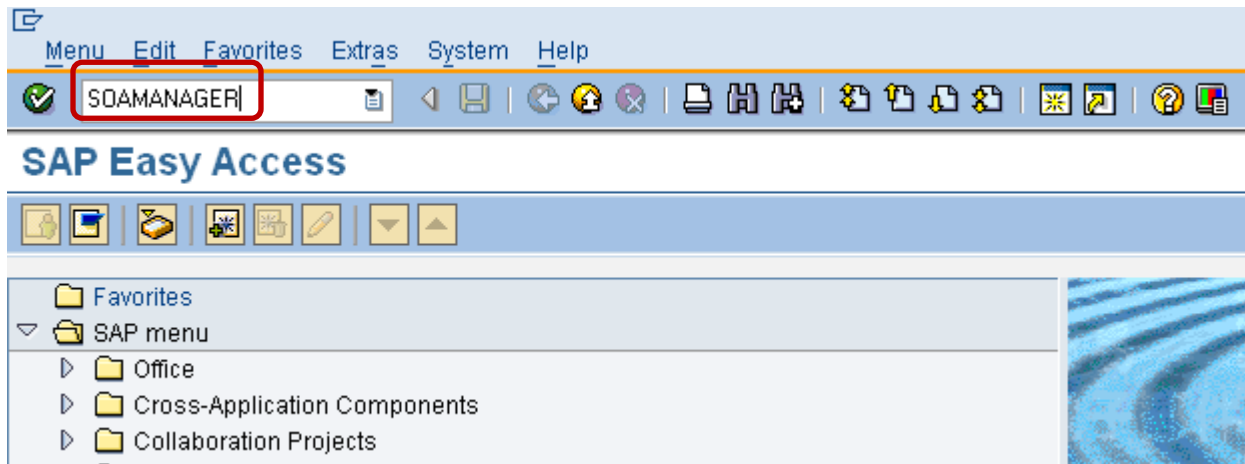 Menu Edit Favorites Extras System Help
SOAMANAGER
SAP Easy Access
Favorites
SAP menu
Office
Cross-Application Components
Collaboration Projects